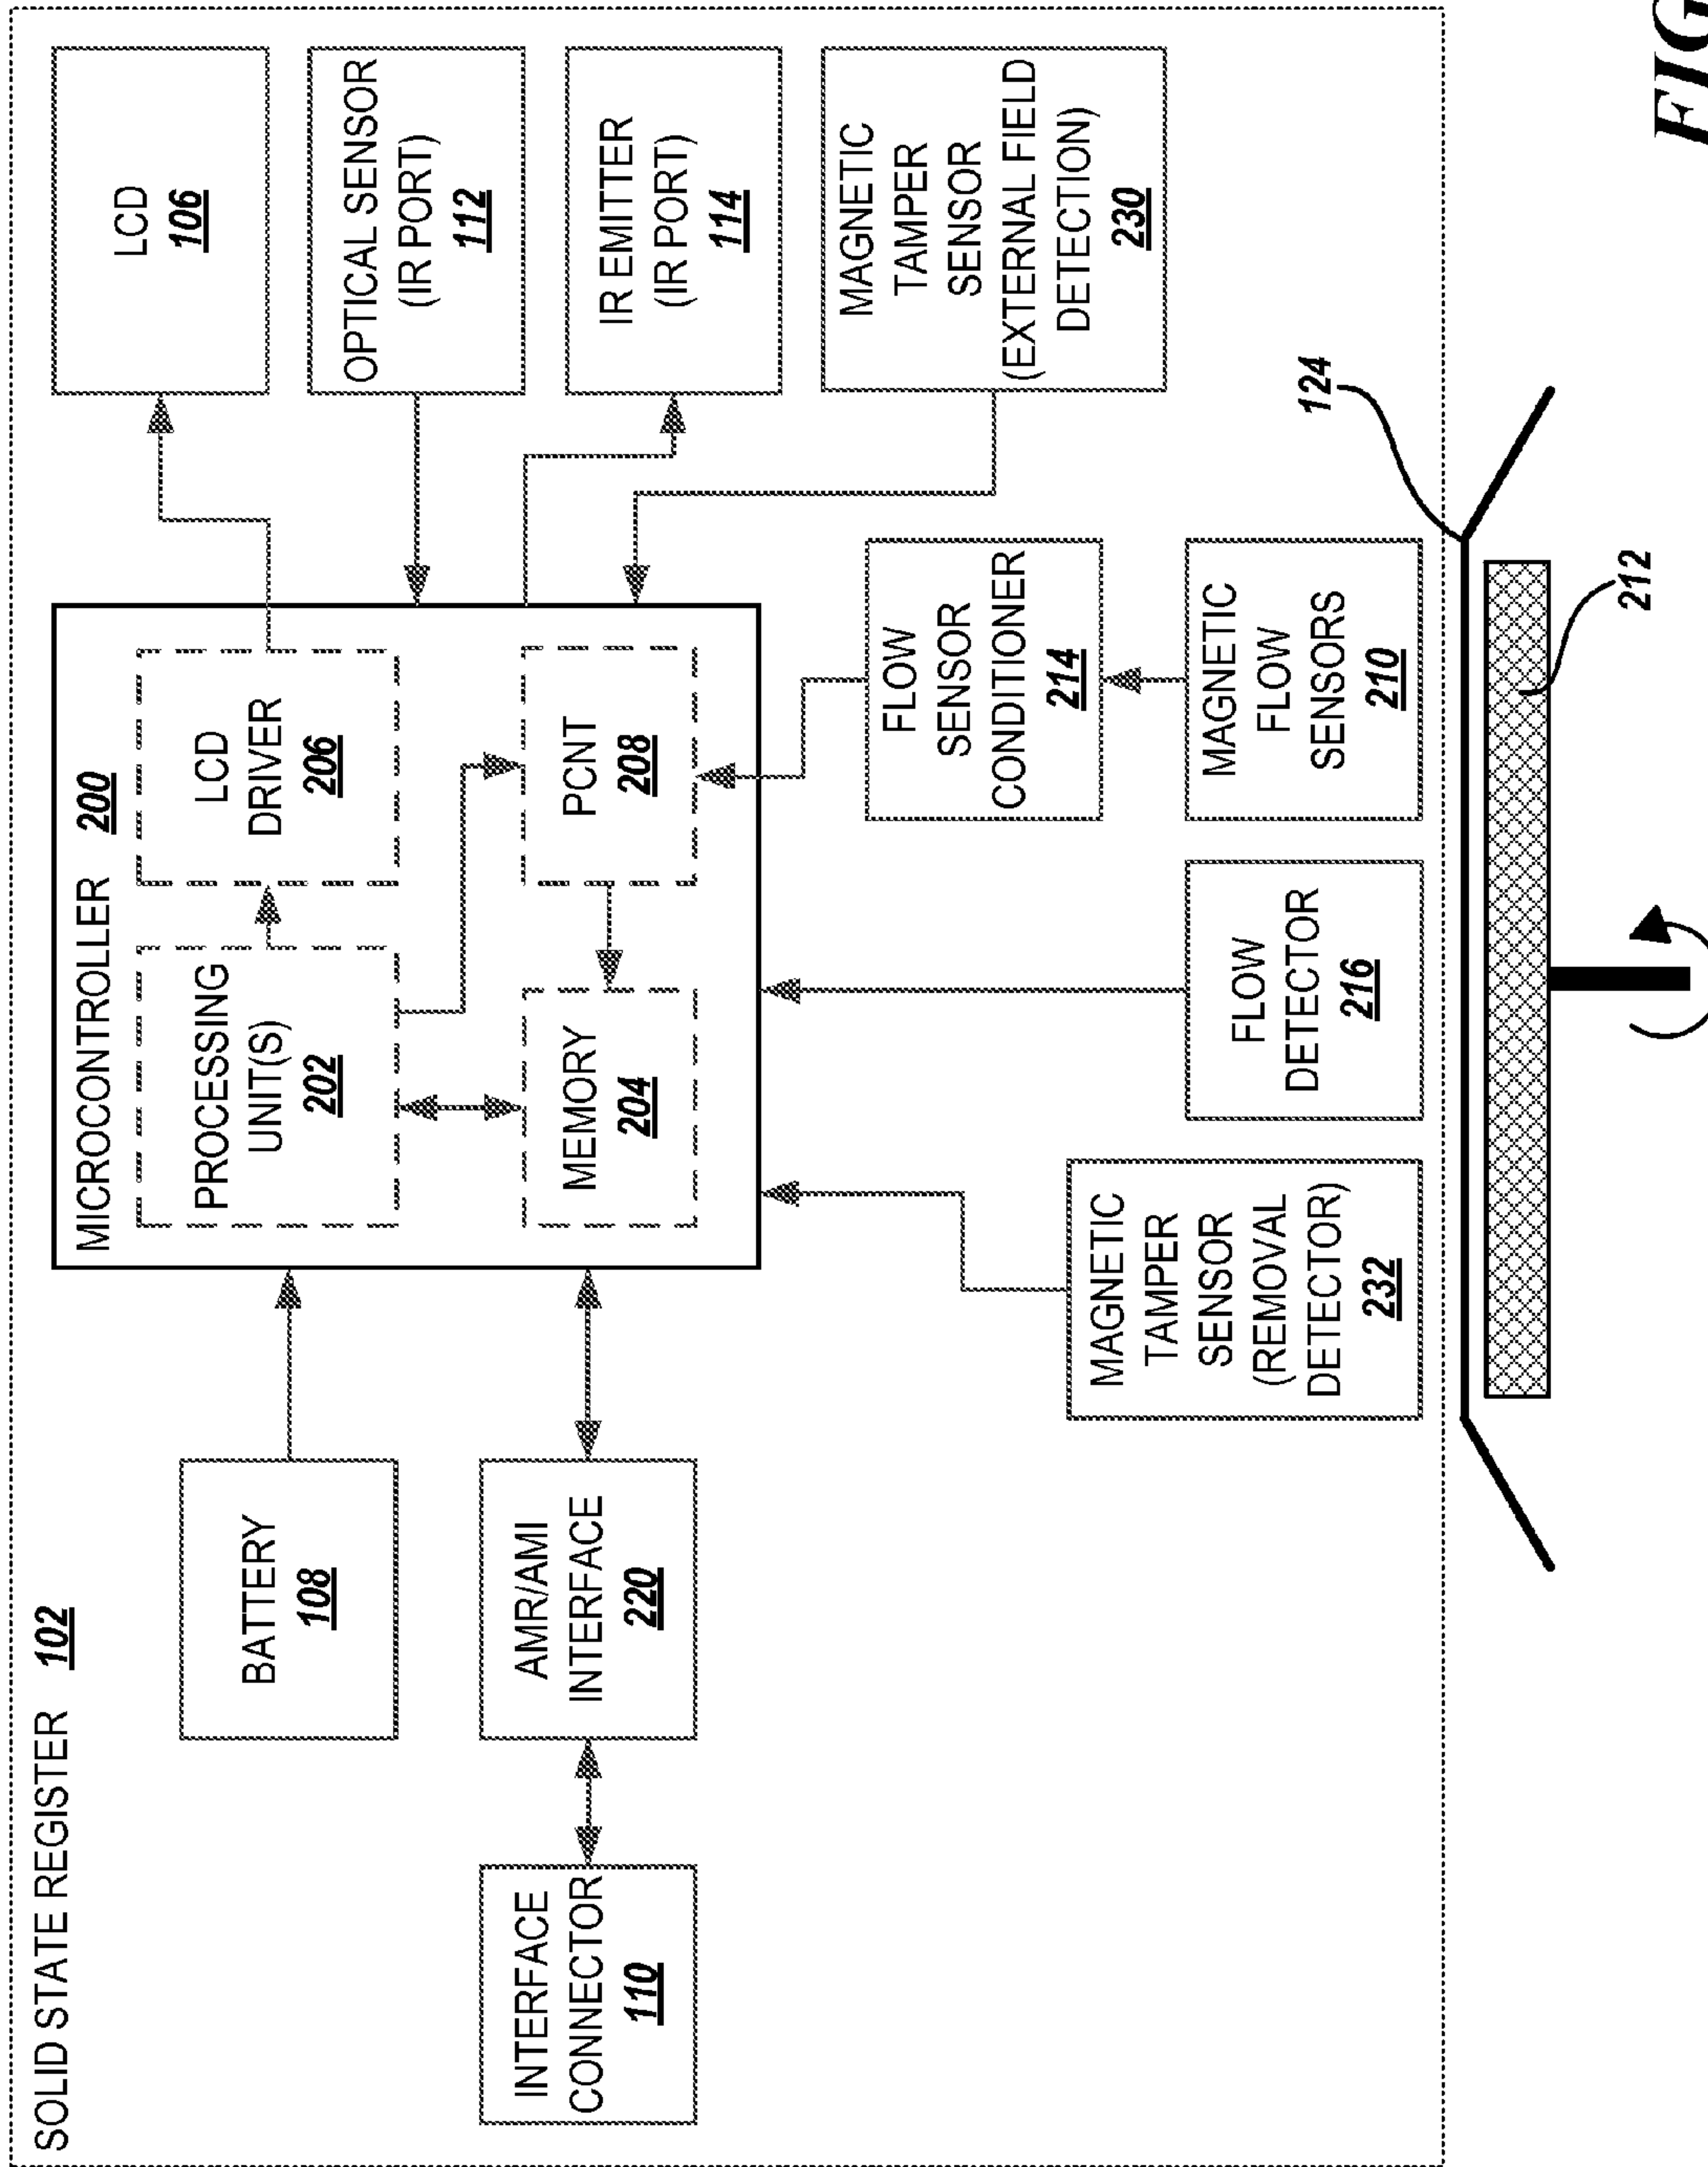 SOLID STATE REGISTER 102
MICROCONTROLLER 200
BATTERY
108
PROCESSING
UNIT(S)
202
LCD
DRIVER
206
LCD
106
OPTICAL SENSOR
(IR PORT)
112
INTERFACE
CONNECTOR
110
AMR/AMI
INTERFACE
220
MEMORY
204
PCNT
208
IR EMITTER
(IR PORT)
114
MAGNETIC
TAMPER
SENSOR
(EXTERNAL FIELD
DETECTION)
230
FLOW
SENSOR
CONDITIONER
214
MAGNETIC
TAMPER
SENSOR
(REMOVAL
DETECTOR)
232
FLOW
DETECTOR
216
MAGNETIC
FLOW
SENSORS
210
124
212
FIG